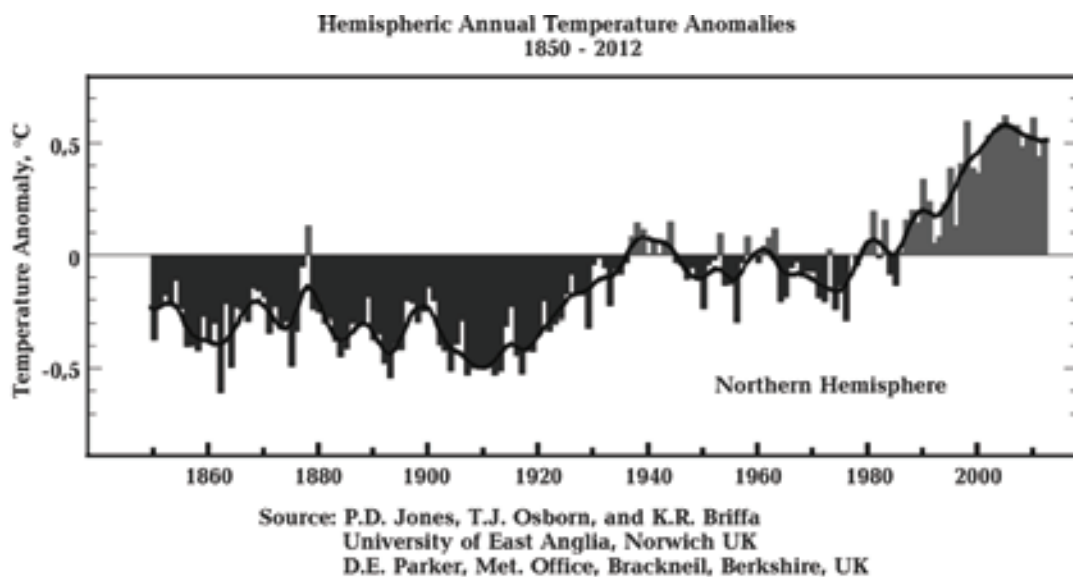 Hemispheric Annual Temperature Anomalies
1850 - 2012
Temperature Anomaly, °C
0,5
0
-0,5
Northern Hemisphere
1860 1880 1900 1920 1940 1960 1980 2000
Source: P.D. Jones, T.J. Osborn, and K.R. Briffa
University of East Anglia, Norwich UK
D.E. Parker, Met. Office, Brackneil, Berkshire, UK